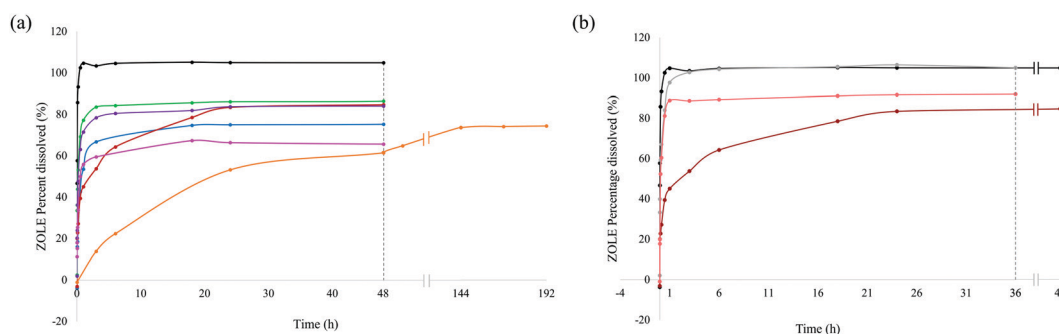 (a)
ZOLE Percent dissolved (%)
120
100
80
60
40
20
0
-20
0 10 20 30 40 48 144 192
Time (h)
(b)
ZOLE Percentage dissolved (%)
120
100
80
60
40
20
0
-20
-4 1 6 11 16 21 26 31 36
Time (h)